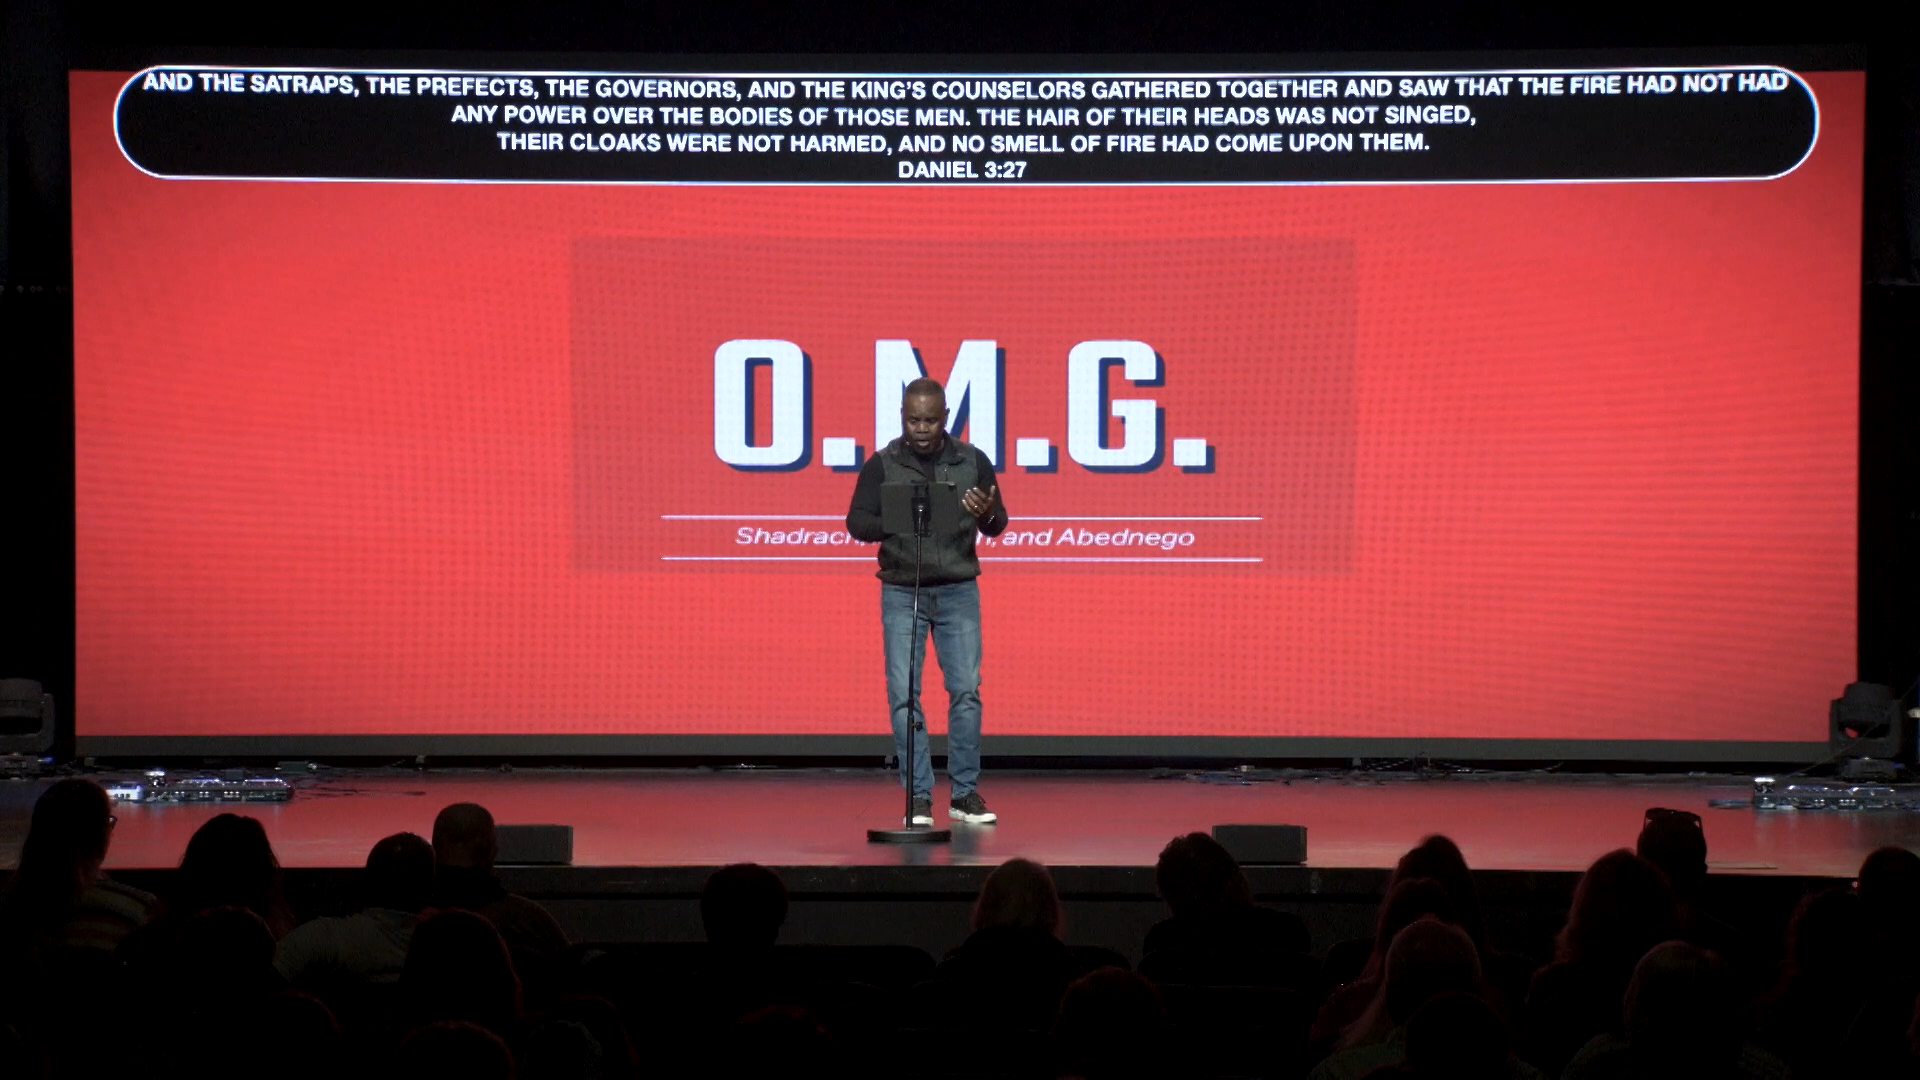 AND THE SATRAPS, THE PREFECTS, THE GOVERNORS, AND THE KING'S COUNSELORS GATHERED TOGETHER AND SAW THAT THE FIRE HAD NOT HAD
ANY POWER OVER THE BODIES OF THOSE MEN. THE HAIR OF THEIR HEADS WAS NOT SINGED,
THEIR CLOAKS WERE NOT HARMED, AND NO SMELL OF FIRE HAD COME UPON THEM.
DANIEL 3:27
O.M.G.
Shadrach, and Abednego